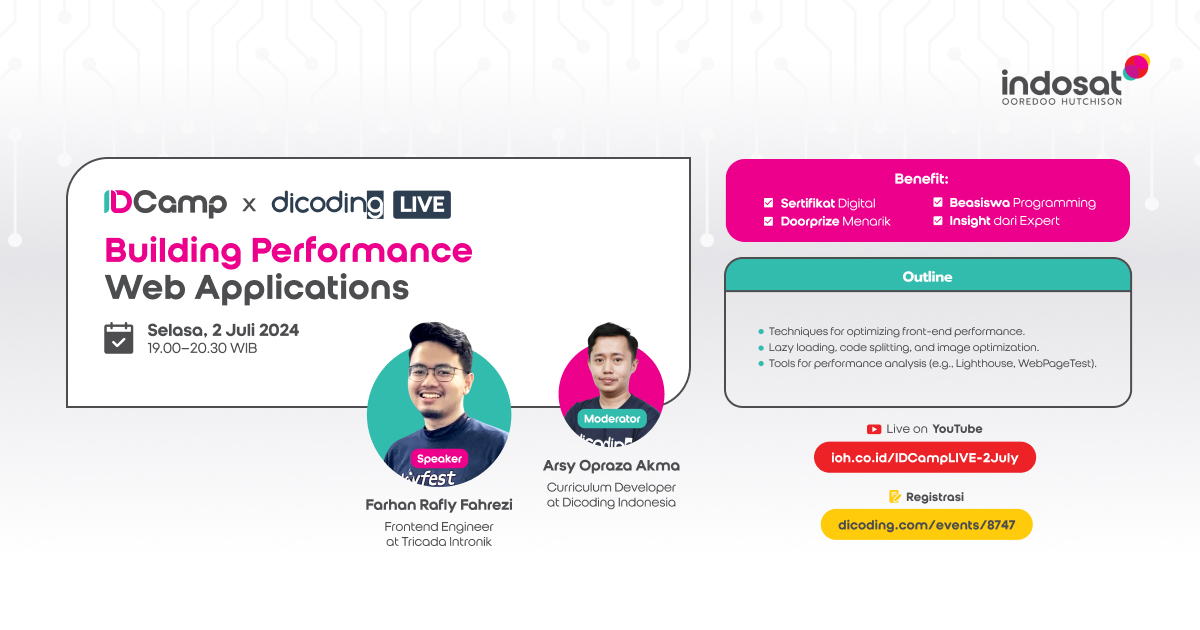 indosat
OOREDOO HUTCHISON
IDCamp x dicoding LIVE
Building Performance
Web Applications
Selasa, 2 Juli 2024
19.00–20.30 WIB
Speaker
Farhan Rafly Fahrezi
Frontend Engineer
at Tricada Intronik
Moderator
dicoding
Arsy Opraza Akma
Curriculum Developer
at Dicoding Indonesia
Benefit:
Sertifikat Digital
Doorprize Menarik
Beasiswa Programming
Insight dari Expert
Outline
Techniques for optimizing front-end performance.
Lazy loading, code splitting, and image optimization.
Tools for performance analysis (e.g., Lighthouse, WebPageTest).
Live on YouTube
ioh.co.id/IDCampLIVE-2July
Registrasi
dicoding.com/events/8747